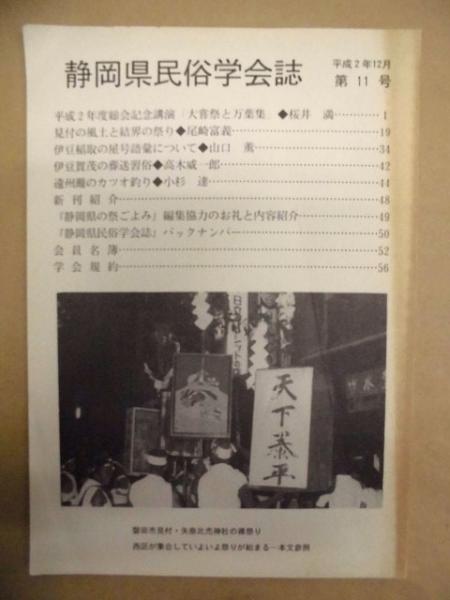 静岡県民俗学会誌
平成2年12月
第11号
平成2年度総会記念講演「大嘗祭と万葉集」◆桜井 満…………1
見付の風土と結界の祭り◆尾崎富義…………19
伊豆稲取の屋号語彙について◆山口 薫…………34
伊豆賀茂の葬送習俗◆高木威一郎…………42
遠州灘のカツオ釣り◆小杉 達…………44
新刊紹介…………48
『静岡県の祭ごよみ』編集協力のお礼と内容紹介…………49
『静岡県民俗学会誌』バックナンバー…………50
会員名簿…………52
学会規約…………56
天下泰平
磐田市見付・矢奈比売神社の裸祭り
西区が集合していよいよ祭りが始まる—本文参照